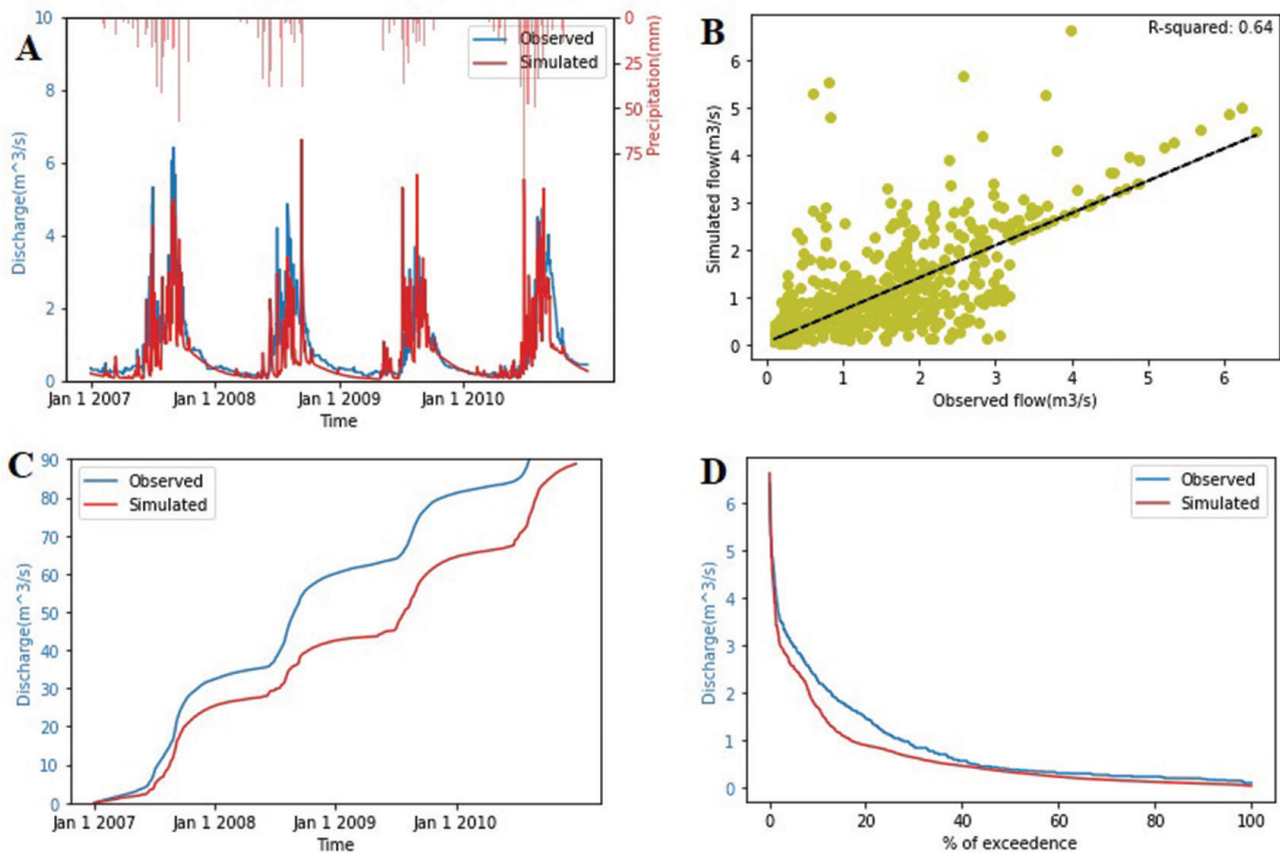 A
Observed
Simulated
Discharge(m^3/s)
10
8
6
4
2
0
Precipitation(mm)
0
25
50
75
Jan 1 2007
Jan 1 2008
Jan 1 2009
Jan 1 2010
Time
B
R-squared: 0.64
Simulated flow(m3/s)
6
5
4
3
2
1
0
0 1 2 3 4 5 6
Observed flow(m3/s)
C
Observed
Simulated
Discharge(m^3/s)
90
80
70
60
50
40
30
20
10
0
Jan 1 2007
Jan 1 2008
Jan 1 2009
Jan 1 2010
Time
D
Observed
Simulated
Discharge(m^3/s)
6
5
4
3
2
1
0
0 20 40 60 80 100
% of exceedence